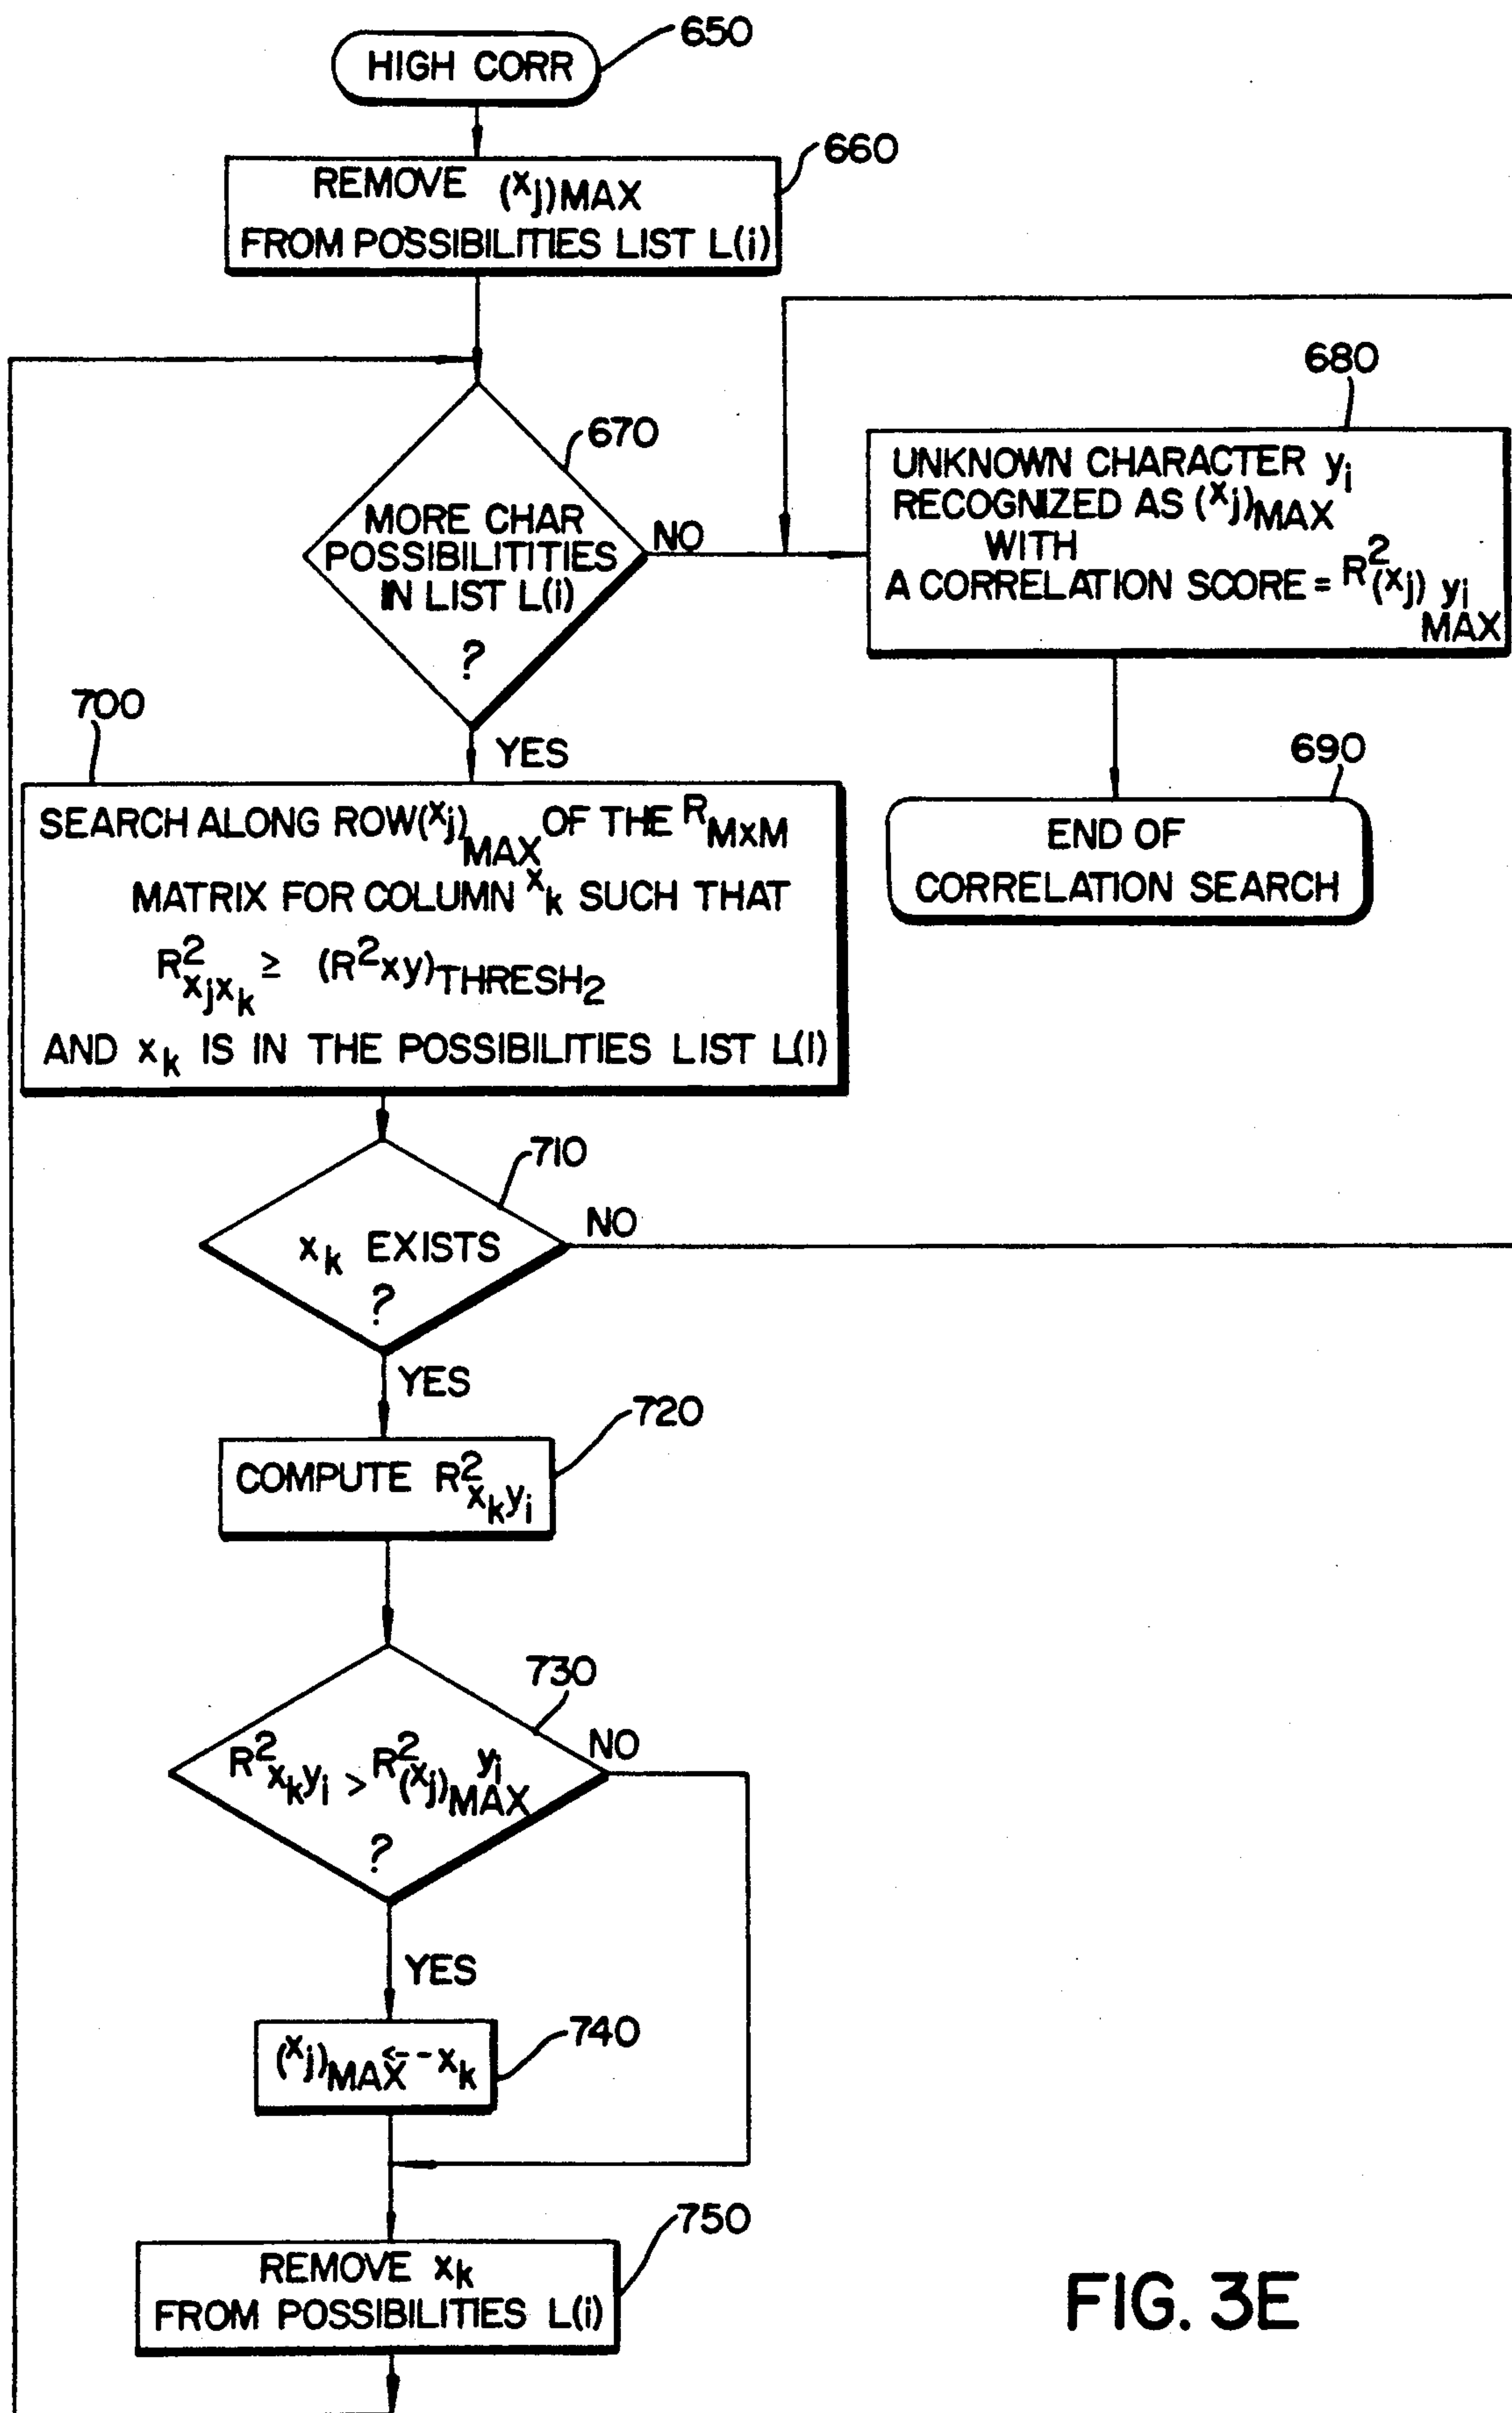 650
HIGH CORR
660
REMOVE (xj)MAX
FROM POSSIBILITIES LIST L(i)
670
MORE CHAR
POSSIBILITITIES
IN LIST L(i)
?
NO
YES
680
UNKNOWN CHARACTER yi
RECOGNIZED AS (xj)MAX
WITH
A CORRELATION SCORE = R²(xj) yi
MAX
690
END OF
CORRELATION SEARCH
700
SEARCH ALONG ROW(xj)MAX OF THE RMxM
MATRIX FOR COLUMN xk SUCH THAT
R²xjxk ≥ (R²xy)THRESH2
AND xk IS IN THE POSSIBILITIES LIST L(I)
710
xk EXISTS
?
NO
YES
720
COMPUTE R²xkyi
730
R²xkyi > R²(xj)MAX yi
?
NO
YES
740
(xj)MAX <-- xk
750
REMOVE xk
FROM POSSIBILITIES L(i)
FIG. 3E